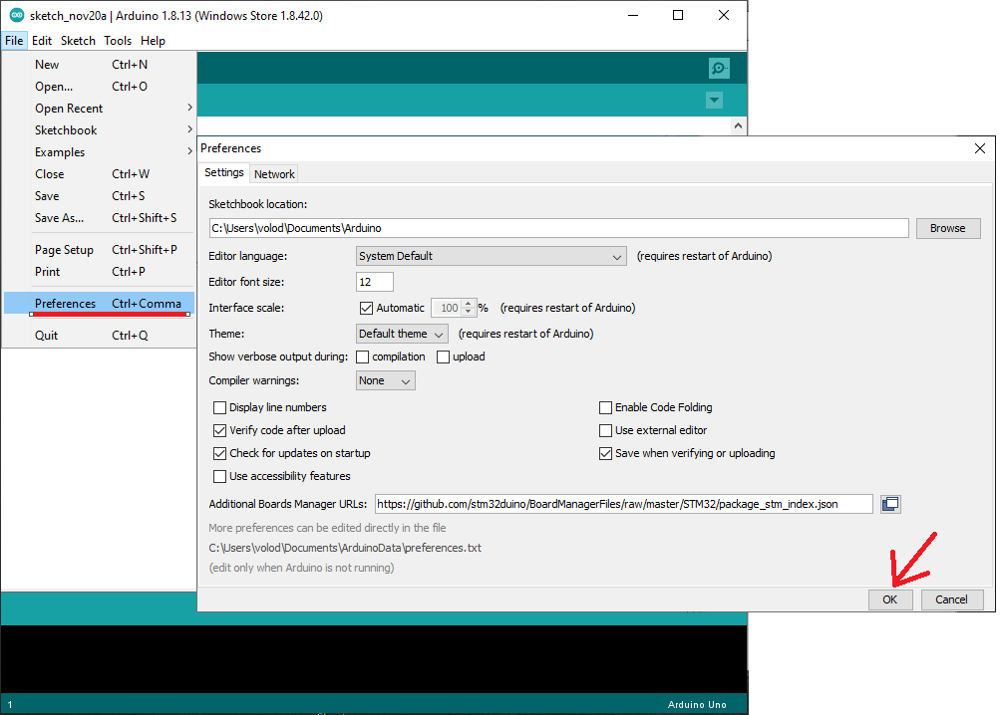 sketch_nov20a | Arduino 1.8.13 (Windows Store 1.8.42.0)
File Edit Sketch Tools Help
New Ctrl+N
Open... Ctrl+O
Open Recent
Sketchbook
Examples
Close Ctrl+W
Save Ctrl+S
Save As... Ctrl+Shift+S
Page Setup Ctrl+Shift+P
Print Ctrl+P
Preferences Ctrl+Comma
Quit Ctrl+Q
Preferences
Settings Network
Sketchbook location:
C:\Users\volod\Documents\Arduino Browse
Editor language: System Default (requires restart of Arduino)
Editor font size: 12
Interface scale: Automatic 100 % (requires restart of Arduino)
Theme: Default theme (requires restart of Arduino)
Show verbose output during: compilation upload
Compiler warnings: None
Display line numbers Enable Code Folding
Verify code after upload Use external editor
Check for updates on startup Save when verifying or uploading
Use accessibility features
Additional Boards Manager URLs: https://github.com/stm32duino/BoardManagerFiles/raw/master/STM32/package_stm_index.json
More preferences can be edited directly in the file
C:\Users\volod\Documents\ArduinoData\preferences.txt
(edit only when Arduino is not running)
OK Cancel
1 Arduino Uno